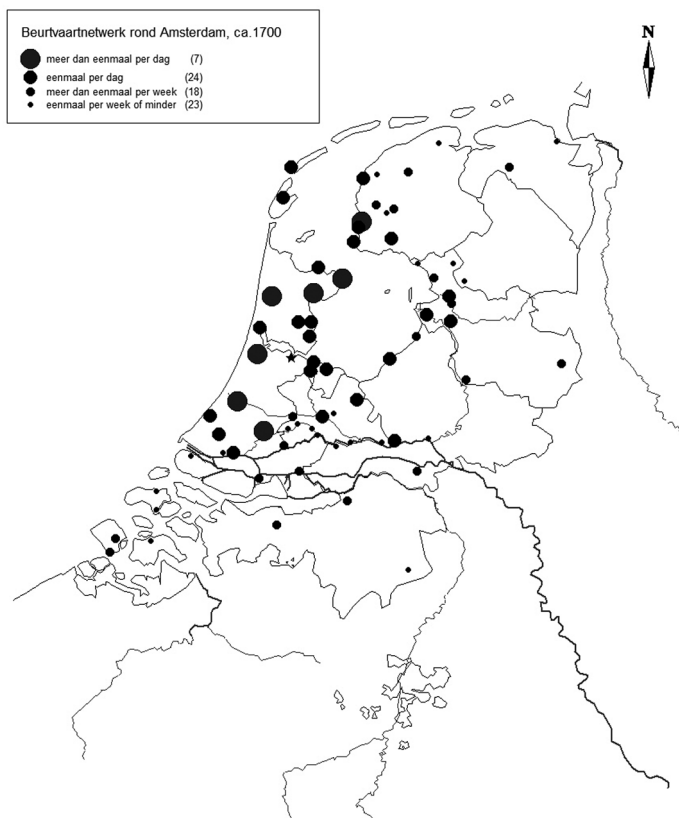 Beurtvaartnetwerk rond Amsterdam, ca.1700
meer dan eenmaal per dag (7)
eenmaal per dag (24)
meer dan eenmaal per week (18)
eenmaal per week of minder (23)
N